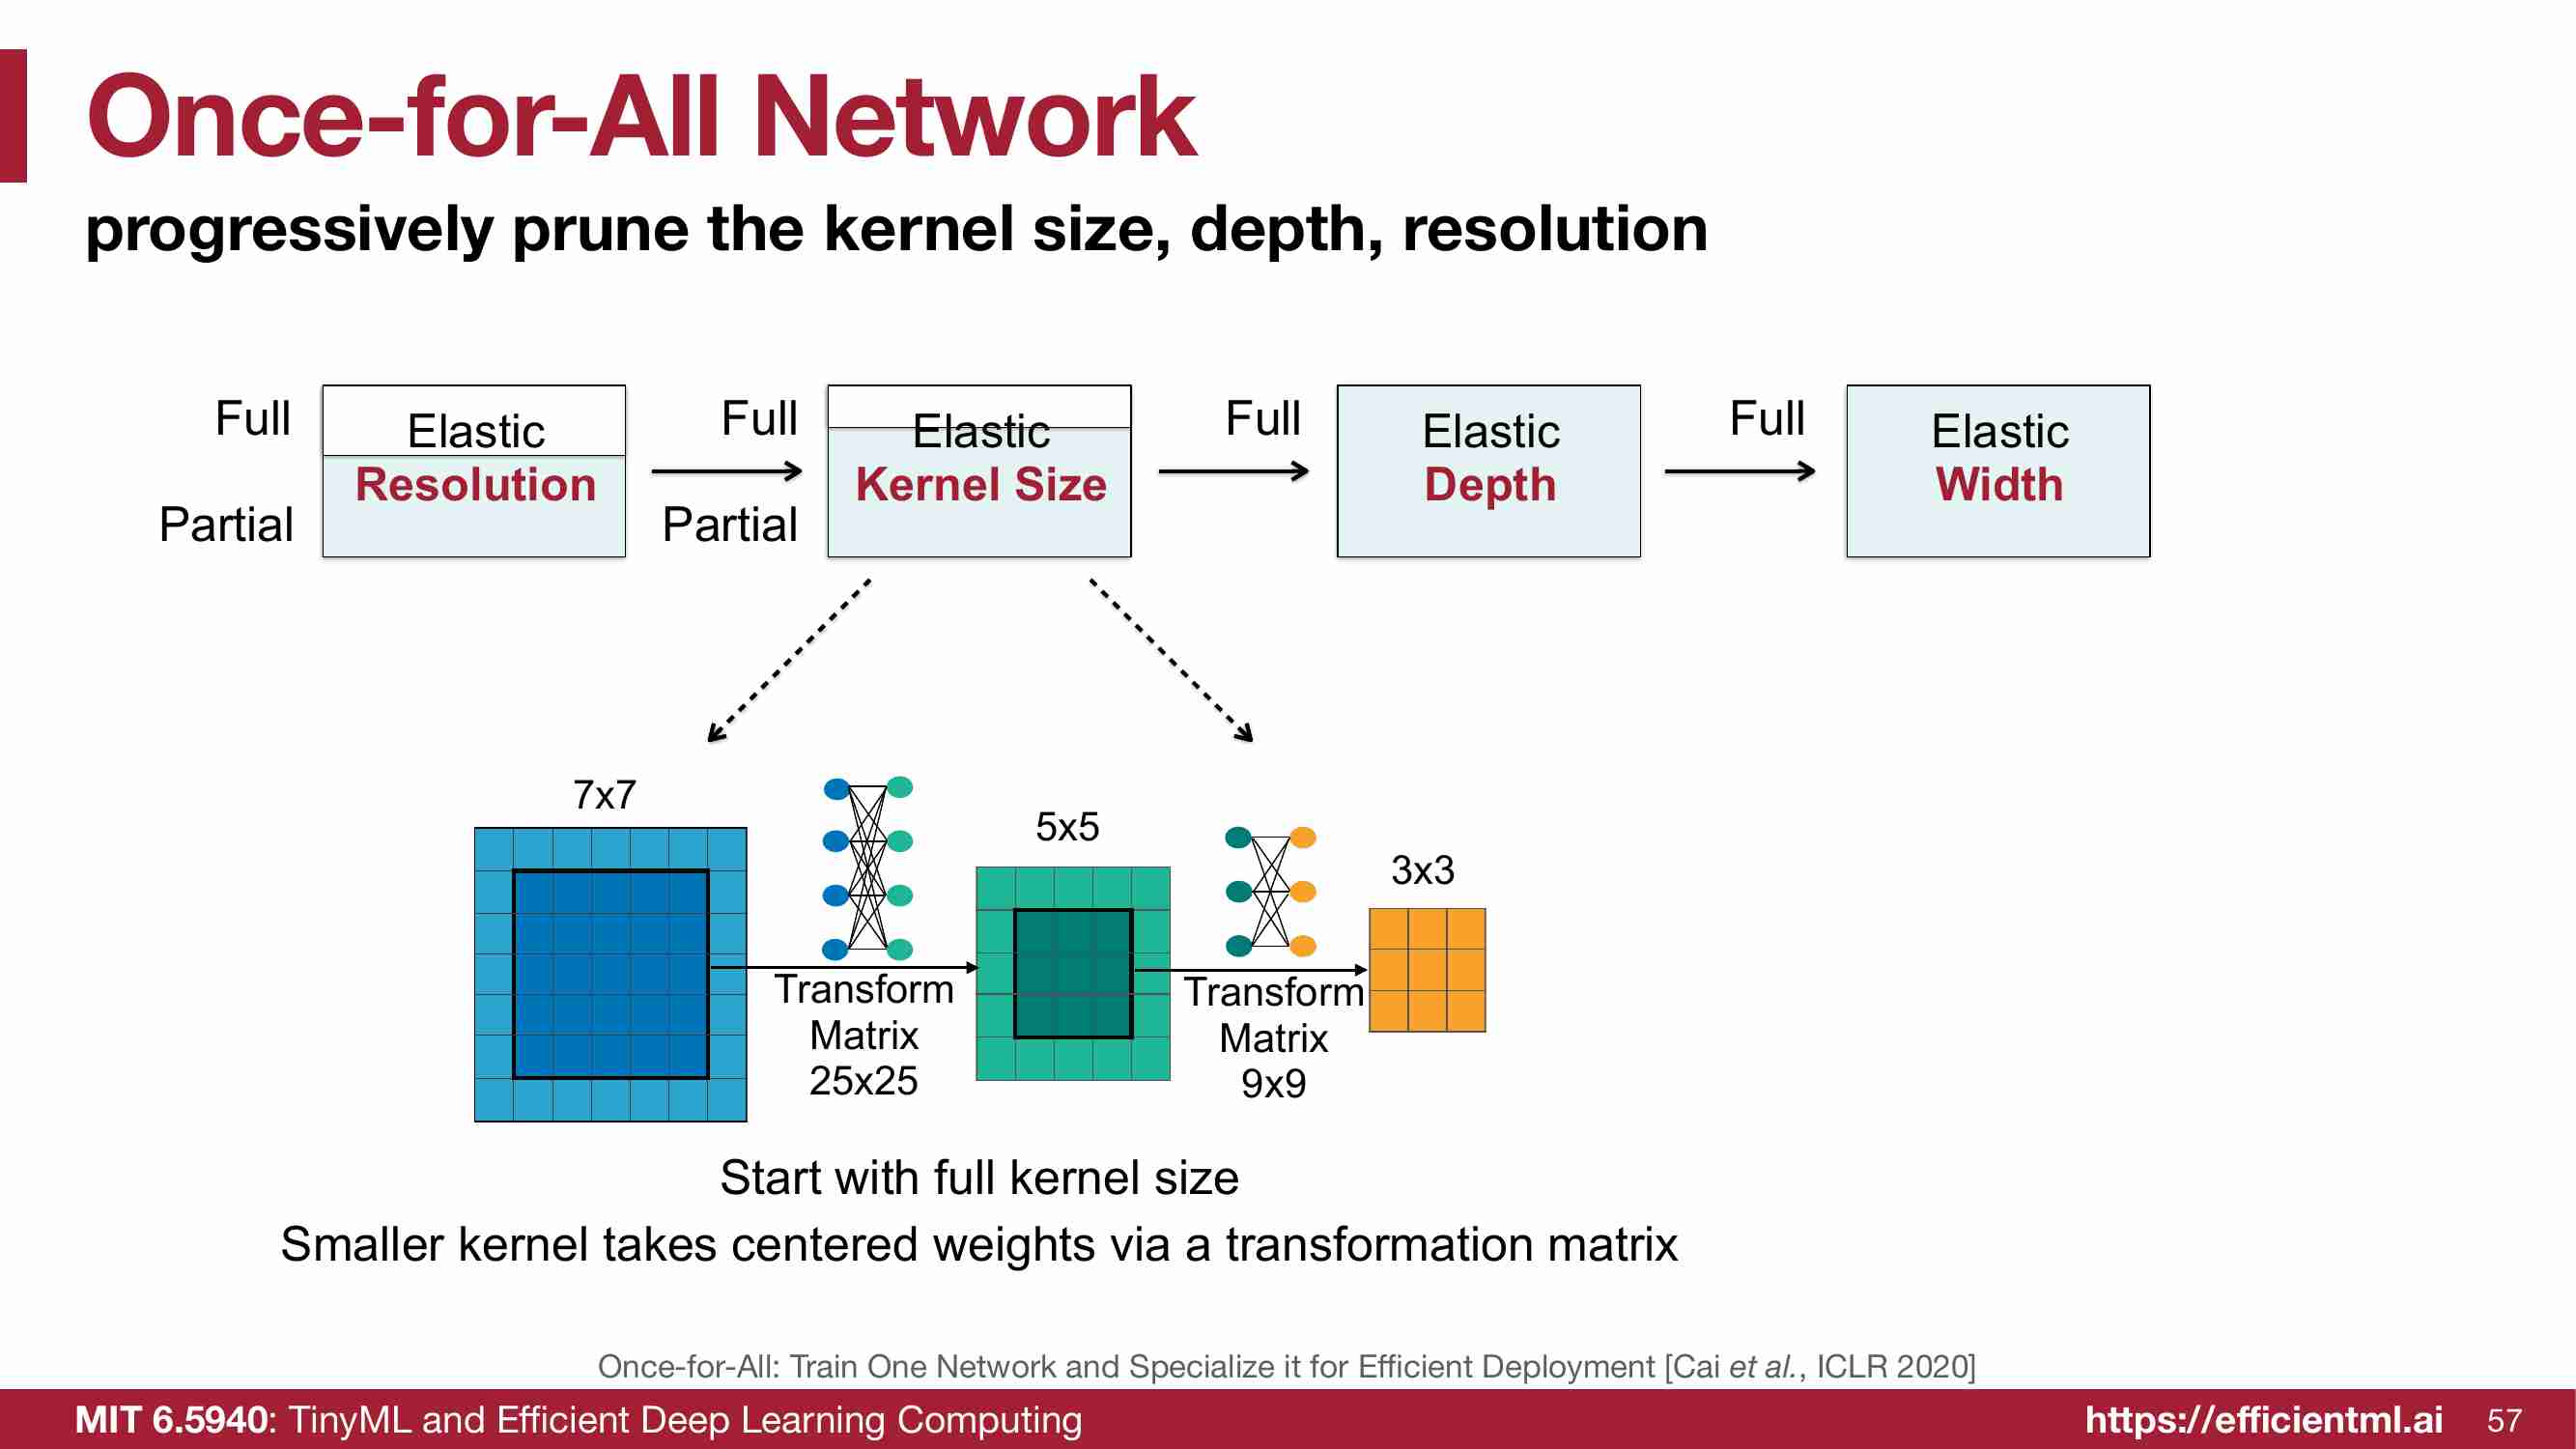 Once-for-All Network
progressively prune the kernel size, depth, resolution
Full
Partial
Elastic
Resolution
Full
Partial
Elastic
Kernel Size
Full
Elastic
Depth
Full
Elastic
Width
7x7
Transform
Matrix
25x25
5x5
Transform
Matrix
9x9
3x3
Start with full kernel size
Smaller kernel takes centered weights via a transformation matrix
Once-for-All: Train One Network and Specialize it for Efficient Deployment [Cai et al., ICLR 2020]
MIT 6.5940: TinyML and Efficient Deep Learning Computing
https://efficientml.ai
57